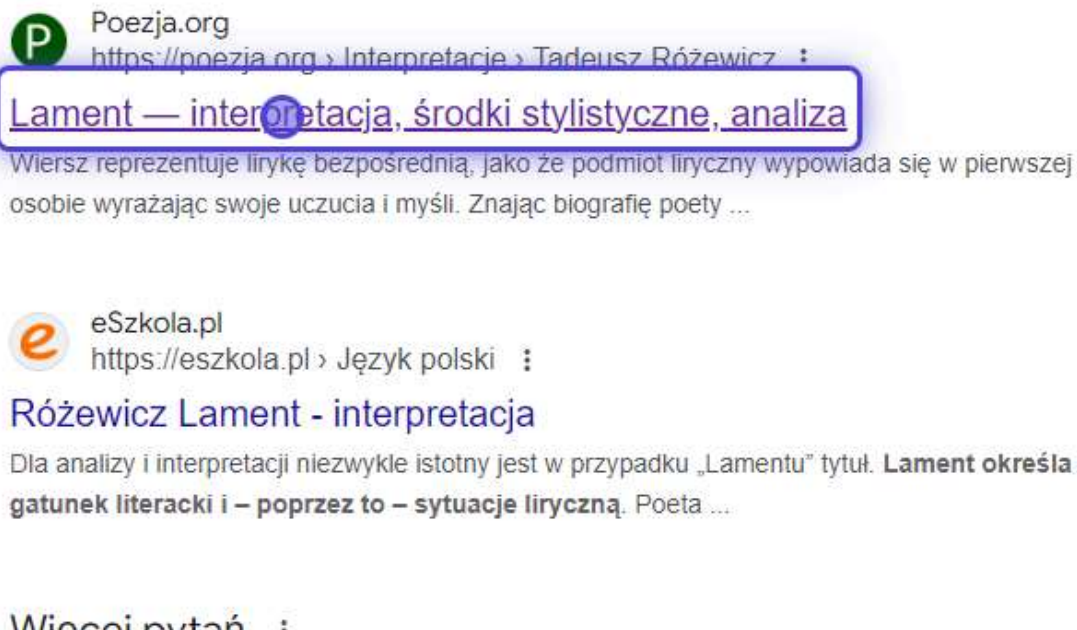 P
Poezja.org
https://poezja.org › Interpretacje › Tadeusz Różewicz
Lament — interpretacja, środki stylistyczne, analiza
Wiersz reprezentuje lirykę bezpośrednią, jako że podmiot liryczny wypowiada się w pierwszej
osobie wyrażając swoje uczucia i myśli. Znając biografię poety ...
e
eSzkola.pl
https://eszkola.pl › Język polski
Różewicz Lament - interpretacja
Dla analizy i interpretacji niezwykle istotny jest w przypadku „Lamentu” tytuł. Lament określa
gatunek literacki i – poprzez to – sytuacje liryczną. Poeta ...
Więcej pytań